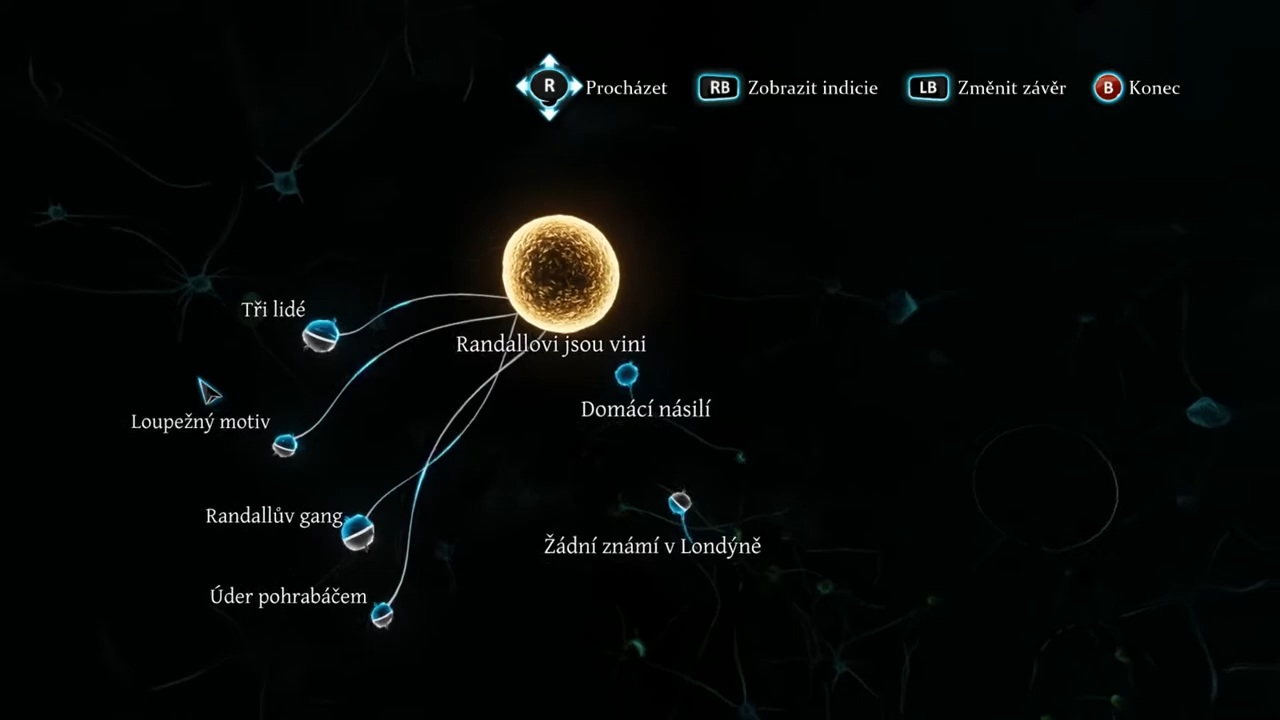 R Procházet RB Zobrazit indicie LB Změnit závěr B Konec
Tři lidé
Randallovi jsou vini
Domácí násilí
Loupežný motiv
Randallův gang
Žádní známí v Londýně
Úder pohrabáčem